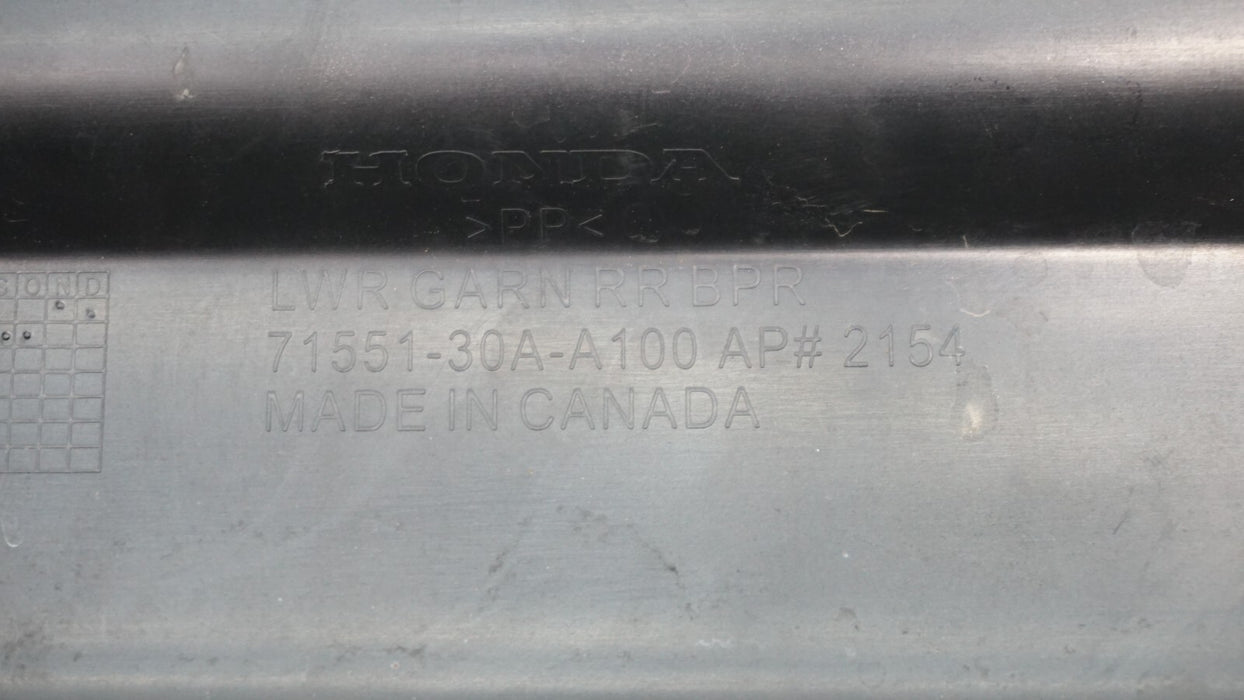 HONDA
>PP<
S O N D
LWR GARN RR BPR
71551-30A-A100 AP# 2154
MADE IN CANADA